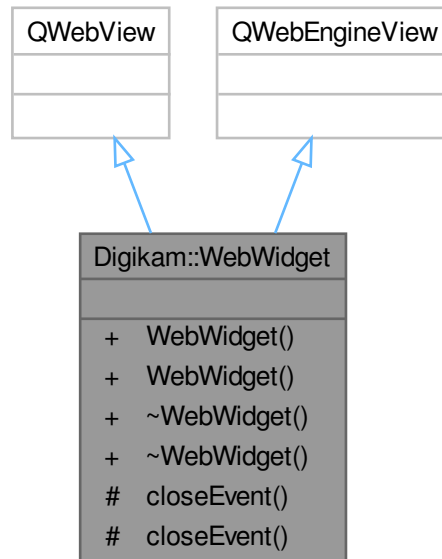 QWebView
QWebEngineView
Digikam::WebWidget
+ WebWidget()
+ WebWidget()
+ ~WebWidget()
+ ~WebWidget()
# closeEvent()
# closeEvent()